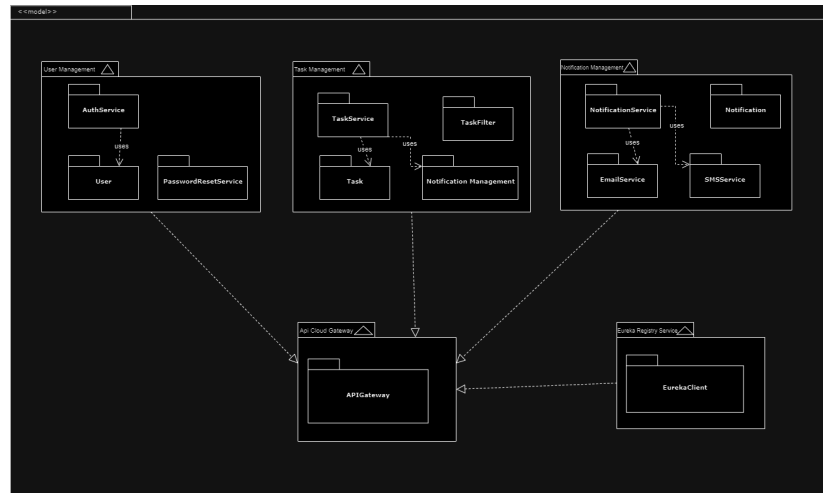 <<model>>
User Management
Task Management
Notification Management
AuthService
TaskService
TaskFilter
NotificationService
Notification
uses
uses
uses
uses
uses
User
PasswordResetService
Task
Notification Management
EmailService
SMSService
Api Cloud Gateway
Eureka Registry Service
APIGateway
EurekaClient